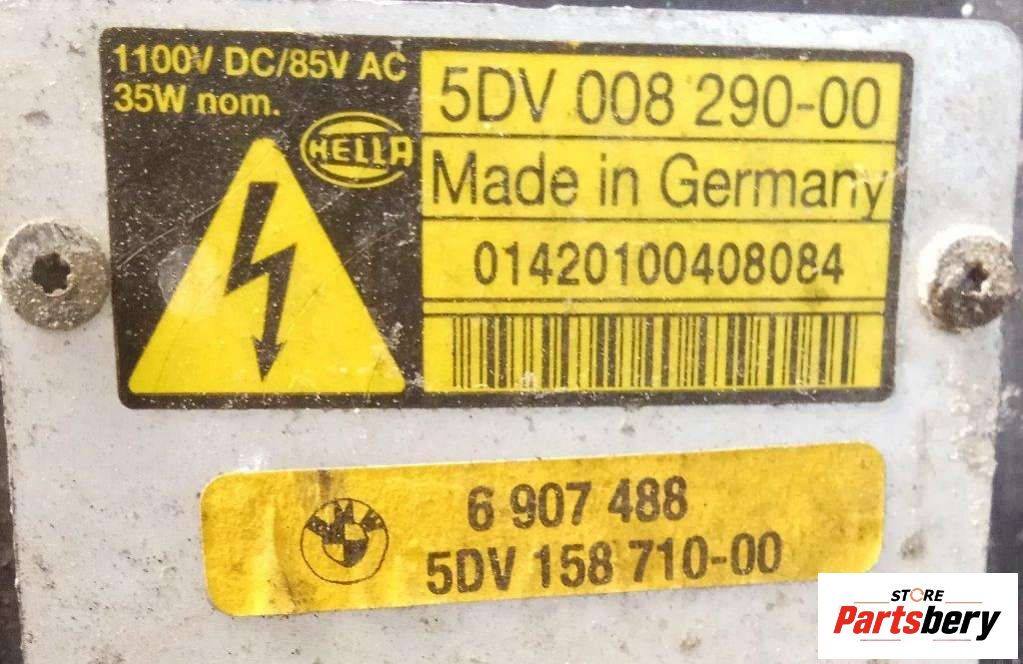 1100V DC/85V AC
35W nom.
HELLA
5DV 008 290-00
Made in Germany
01420100408084
BMW
6 907 488
5DV 158 710-00
STORE
Partsbery